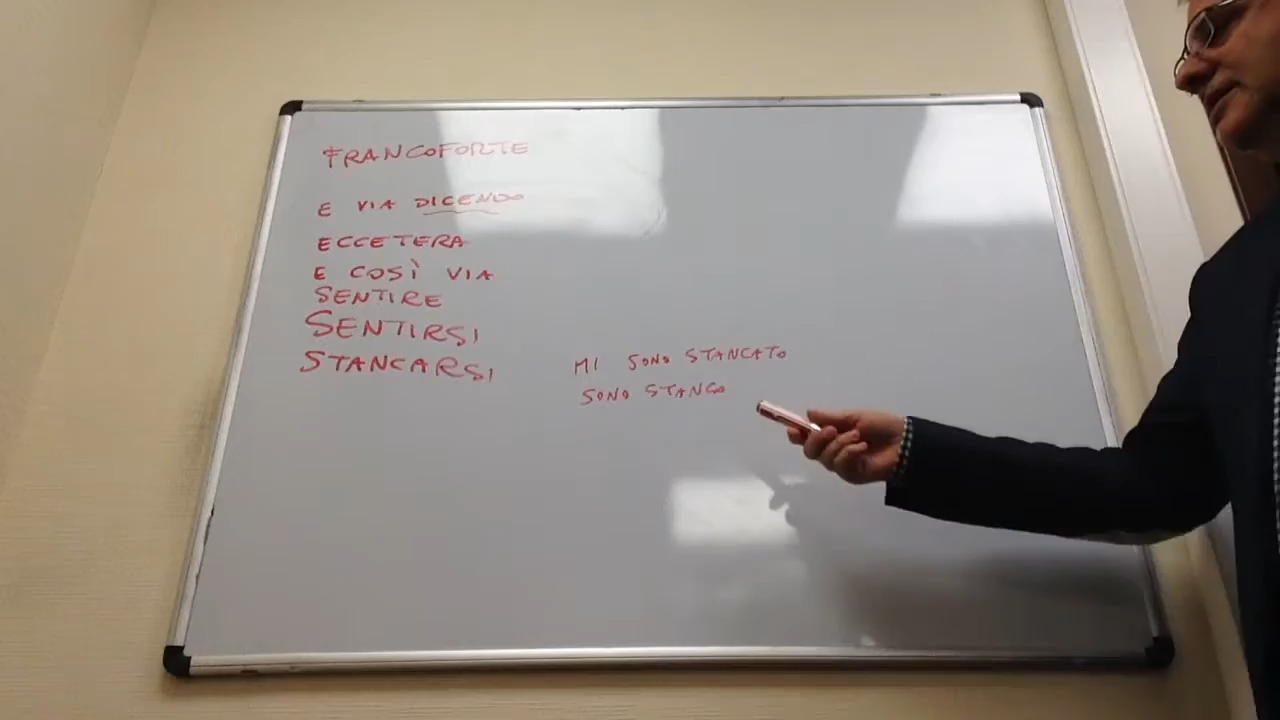 FRANCOFORTE
E VIA DICENDO
ECCETERA
E COSÌ VIA
SENTIRE
SENTIRSI
STANCARSI
MI SONO STANCATO
SONO STANCO